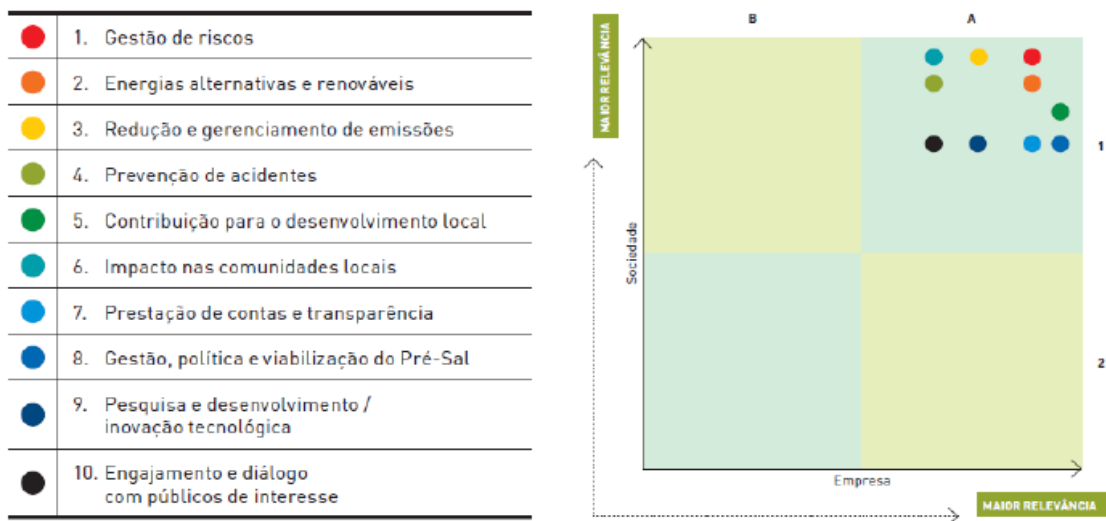 1. Gestão de riscos
2. Energias alternativas e renováveis
3. Redução e gerenciamento de emissões
4. Prevenção de acidentes
5. Contribuição para o desenvolvimento local
6. Impacto nas comunidades locais
7. Prestação de contas e transparência
8. Gestão, política e viabilização do Pré-Sal
9. Pesquisa e desenvolvimento /
inovação tecnológica
10. Engajamento e diálogo
com públicos de interesse
B
A
MAIOR RELEVÂNCIA
Sociedade
1
2
Empresa
MAIOR RELEVÂNCIA